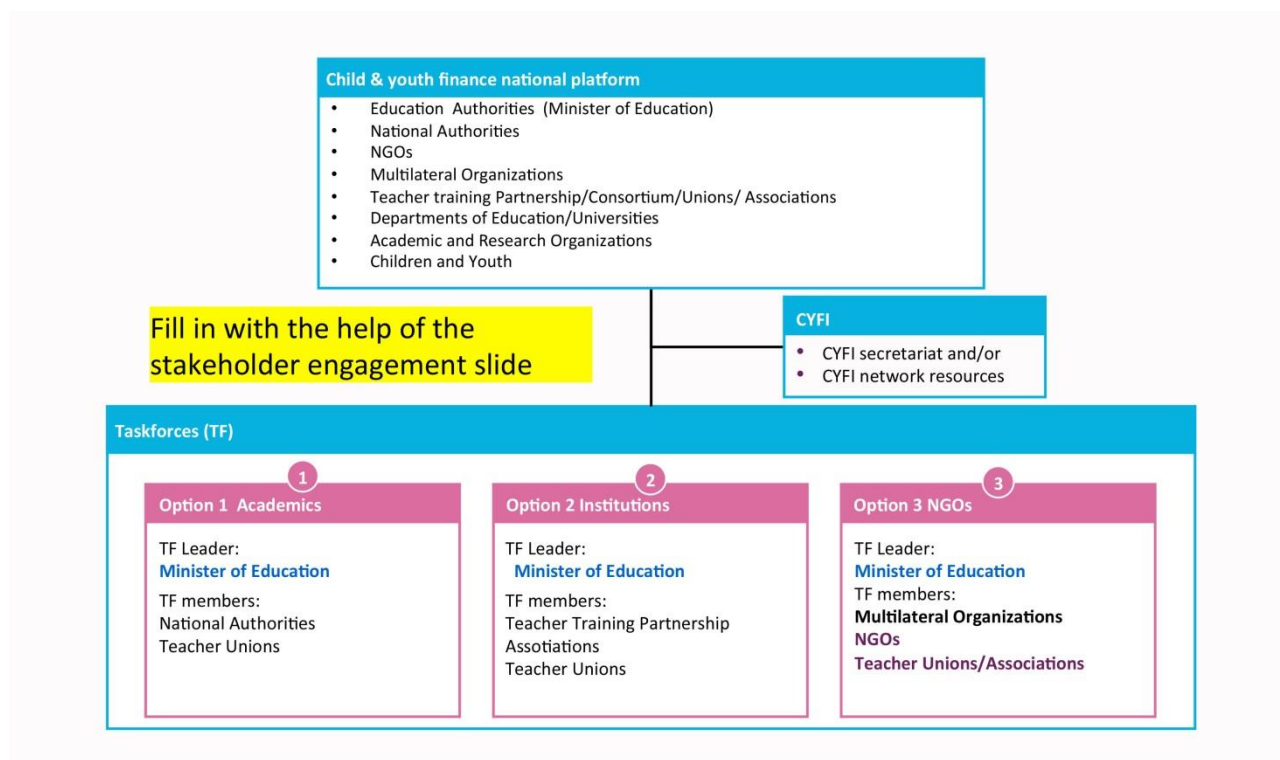 Child & youth finance national platform
• Education Authorities (Minister of Education)
• National Authorities
• NGOs
• Multilateral Organizations
• Teacher training Partnership/Consortium/Unions/ Associations
• Departments of Education/Universities
• Academic and Research Organizations
• Children and Youth
Fill in with the help of the
stakeholder engagement slide
CYFI
• CYFI secretariat and/or
• CYFI network resources
Taskforces (TF)
1
Option 1 Academics
TF Leader:
Minister of Education
TF members:
National Authorities
Teacher Unions
2
Option 2 Institutions
TF Leader:
Minister of Education
TF members:
Teacher Training Partnership
Assotiations
Teacher Unions
3
Option 3 NGOs
TF Leader:
Minister of Education
TF members:
Multilateral Organizations
NGOs
Teacher Unions/Associations